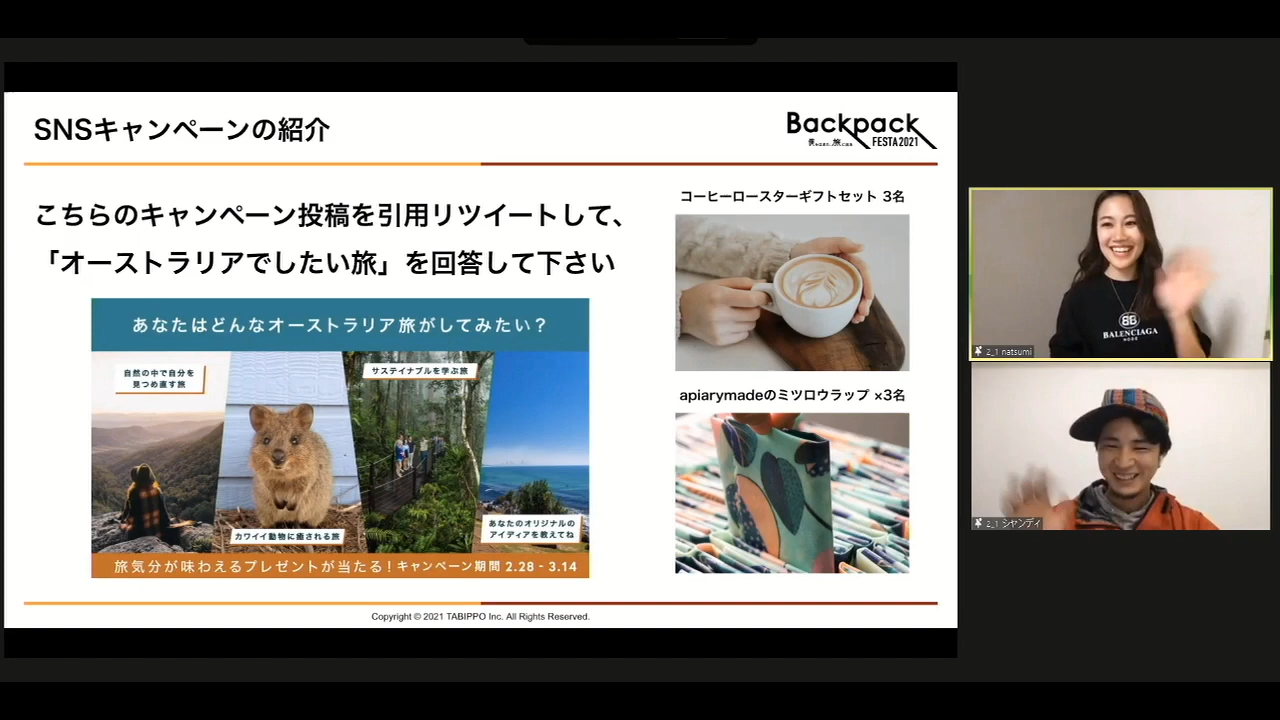 SNSキャンペーンの紹介
Backpack
FESTA2021
こちらのキャンペーン投稿を引用リツイートして、
「オーストラリアでしたい旅」を回答して下さい
コーヒーロースターギフトセット 3名
あなたはどんなオーストラリア旅がしてみたい？
自然の中で自分を
見つめ直す旅
サステイナブルを学ぶ旅
カワイイ動物に癒される旅
あなたのオリジナルの
アイディアを教えてね
旅気分が味わえるプレゼントが当たる！キャンペーン期間 2.28 - 3.14
apiarymadeのミツロウラップ ×3名
Copyright © 2021 TABIPPO Inc. All Rights Reserved.
BB
BALENCIAGA
2_1 natsumi
2_1 シャンディ